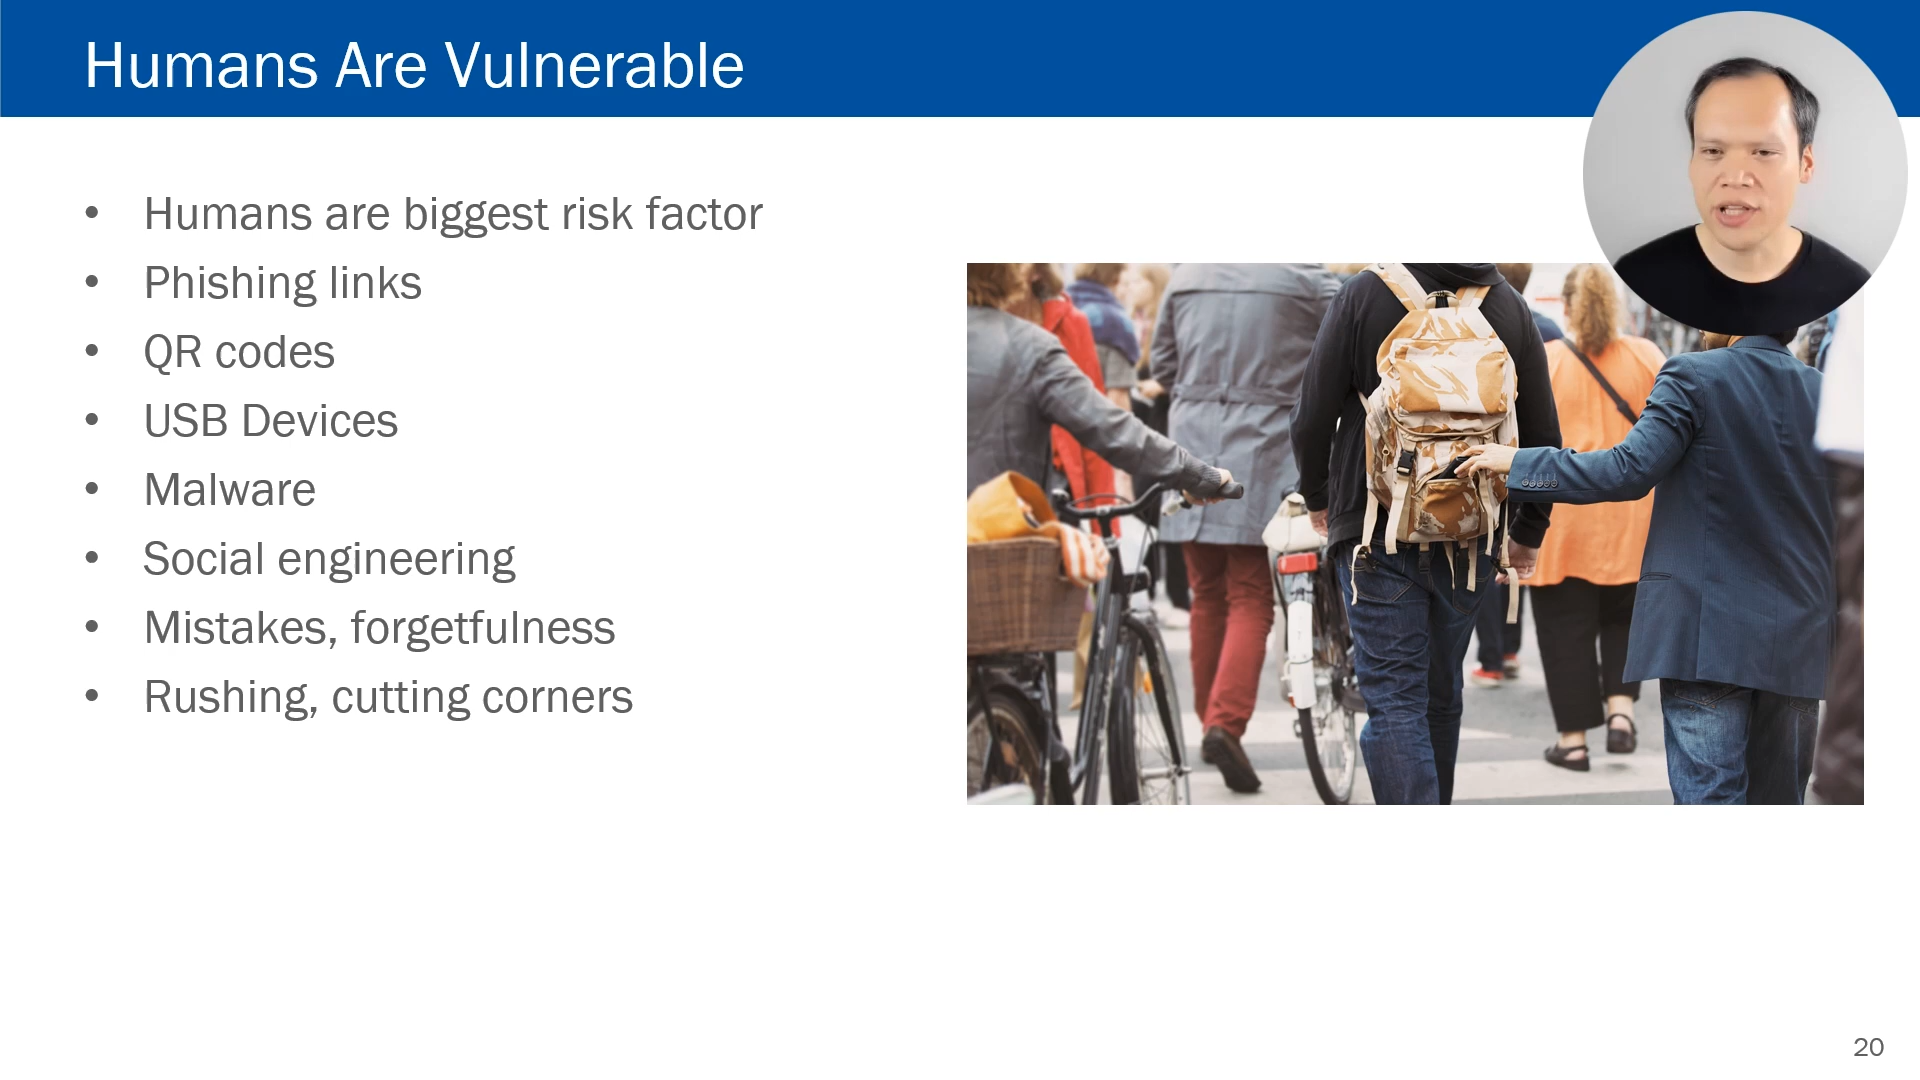 Humans Are Vulnerable
• Humans are biggest risk factor
• Phishing links
• QR codes
• USB Devices
• Malware
• Social engineering
• Mistakes, forgetfulness
• Rushing, cutting corners
20